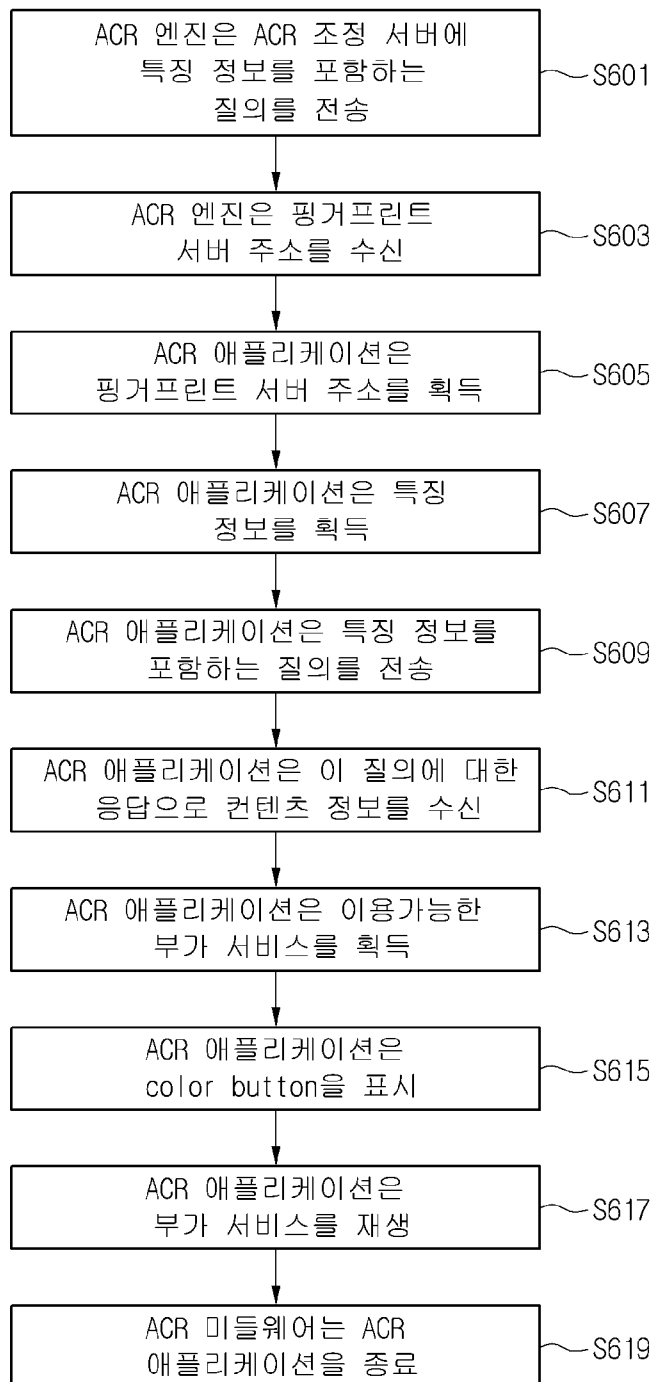 ACR 엔진은 ACR 조정 서버에
특징 정보를 포함하는
질의를 전송
S601
ACR 엔진은 핑거프린트
서버 주소를 수신
S603
ACR 애플리케이션은
핑거프린트 서버 주소를 획득
S605
ACR 애플리케이션은 특징
정보를 획득
S607
ACR 애플리케이션은 특징 정보를
포함하는 질의를 전송
S609
ACR 애플리케이션은 이 질의에 대한
응답으로 컨텐츠 정보를 수신
S611
ACR 애플리케이션은 이용가능한
부가 서비스를 획득
S613
ACR 애플리케이션은
color button을 표시
S615
ACR 애플리케이션은
부가 서비스를 재생
S617
ACR 미들웨어는 ACR
애플리케이션을 종료
S619